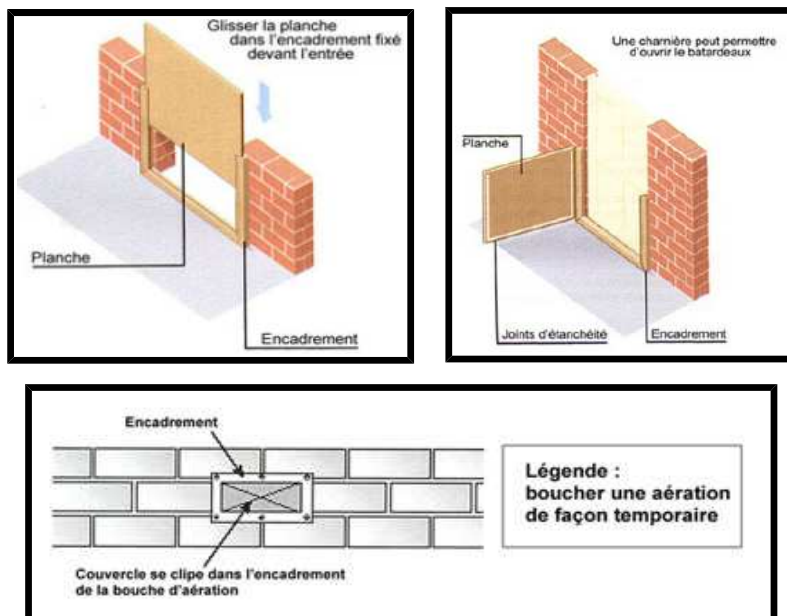 Glisser la planche
dans l'encadrement fixé
devant l'entrée
Planche
Encadrement
Une charnière peut permettre
d'ouvrir le batardeaux
Planche
Joints d'étanchéité
Encadrement
Encadrement
Couvercle se clipe dans l'encadrement
de la bouche d'aération
Légende :
boucher une aération
de façon temporaire